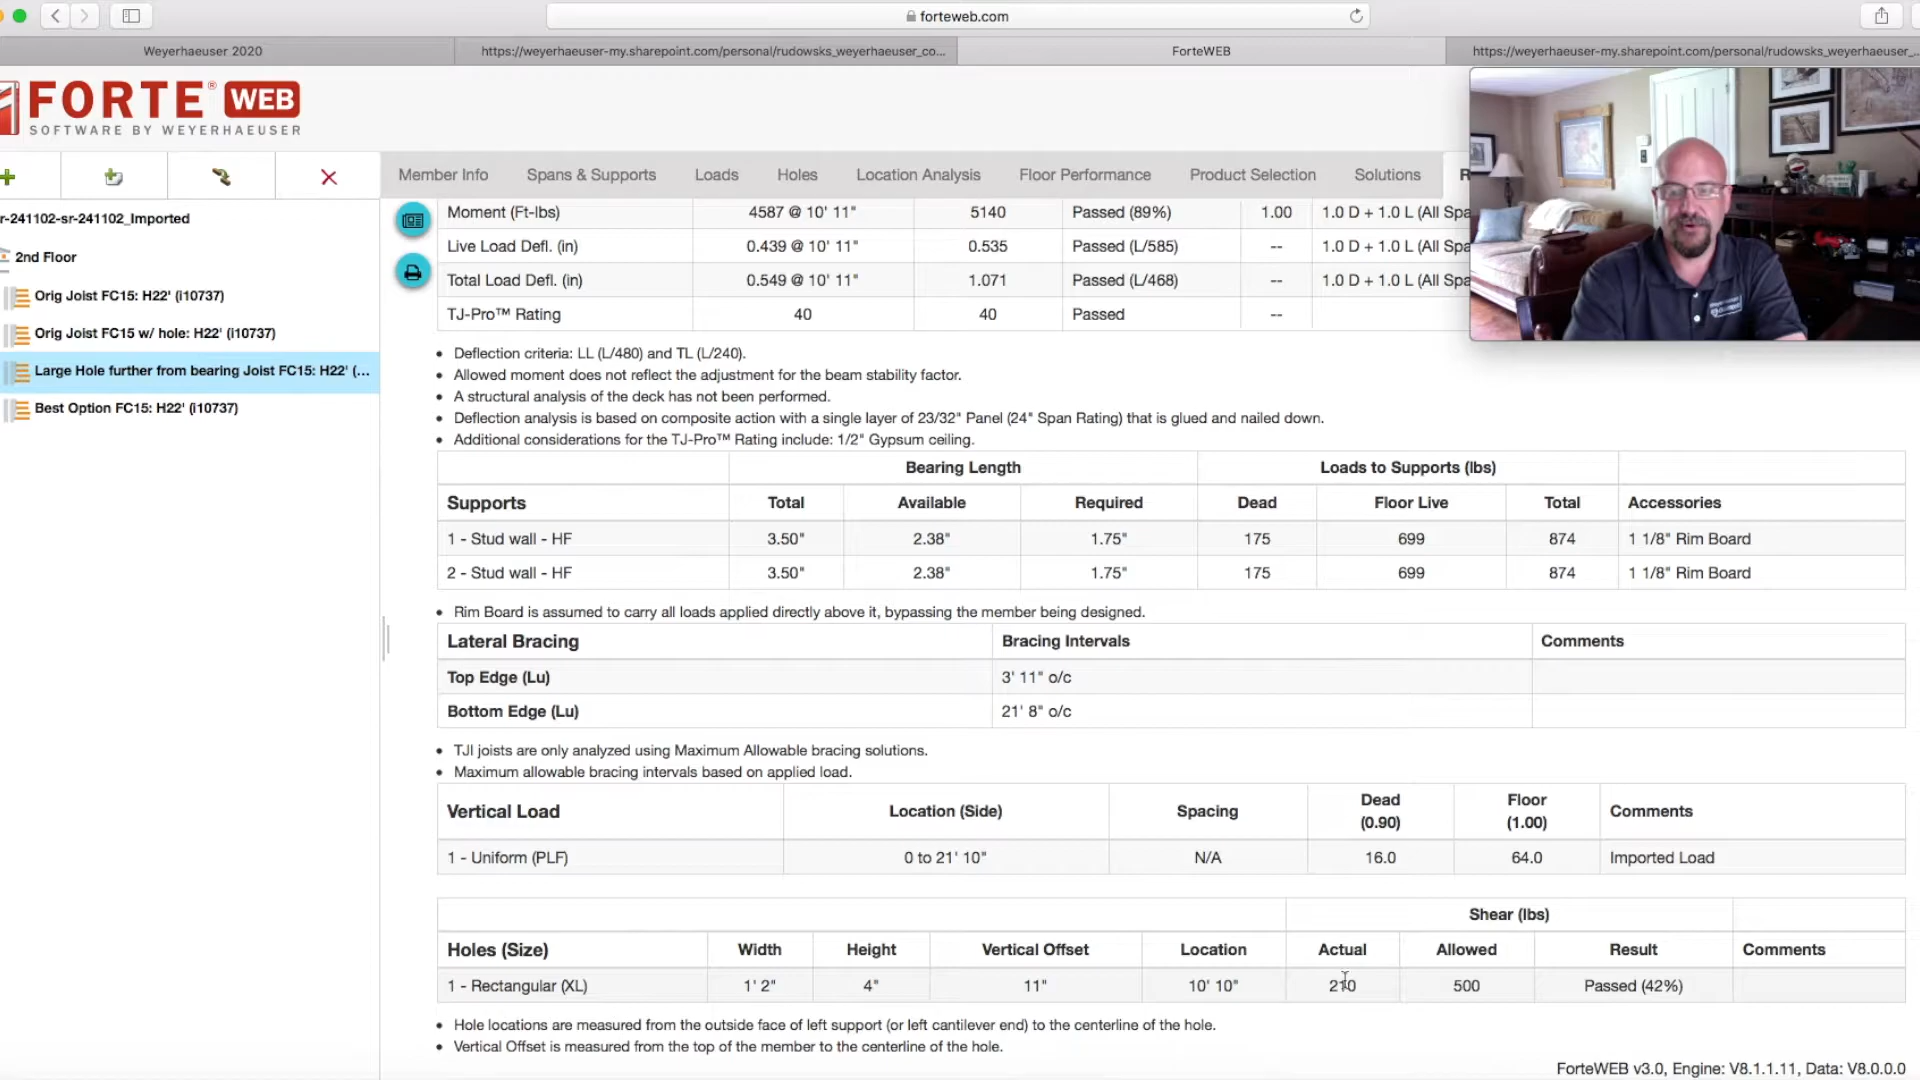 forteweb.com
Weyerhaeuser 2020
https://weyerhaeuser-my.sharepoint.com/personal/rudowsks_weyerhaeuser_co...
ForteWEB
https://weyerhaeuser-my.sharepoint.com/personal/rudowsks_weyerhaeuser_...
FORTE® WEB
SOFTWARE BY WEYERHAEUSER
Member Info Spans & Supports Loads Holes Location Analysis Floor Performance Product Selection Solutions R
r-241102-sr-241102_Imported
2nd Floor
Orig Joist FC15: H22' (i10737)
Orig Joist FC15 w/ hole: H22' (i10737)
Large Hole further from bearing Joist FC15: H22' (...
Best Option FC15: H22' (i10737)
Moment (Ft-lbs) 4587 @ 10' 11" 5140 Passed (89%) 1.00 1.0 D + 1.0 L (All Spa
Live Load Defl. (in) 0.439 @ 10' 11" 0.535 Passed (L/585) -- 1.0 D + 1.0 L (All Spa
Total Load Defl. (in) 0.549 @ 10' 11" 1.071 Passed (L/468) -- 1.0 D + 1.0 L (All Spa
TJ-Pro™ Rating 40 40 Passed --
• Deflection criteria: LL (L/480) and TL (L/240).
• Allowed moment does not reflect the adjustment for the beam stability factor.
• A structural analysis of the deck has not been performed.
• Deflection analysis is based on composite action with a single layer of 23/32" Panel (24" Span Rating) that is glued and nailed down.
• Additional considerations for the TJ-Pro™ Rating include: 1/2" Gypsum ceiling.
Bearing Length Loads to Supports (lbs)
Supports Total Available Required Dead Floor Live Total Accessories
1 - Stud wall - HF 3.50" 2.38" 1.75" 175 699 874 1 1/8" Rim Board
2 - Stud wall - HF 3.50" 2.38" 1.75" 175 699 874 1 1/8" Rim Board
• Rim Board is assumed to carry all loads applied directly above it, bypassing the member being designed.
Lateral Bracing Bracing Intervals Comments
Top Edge (Lu) 3' 11" o/c
Bottom Edge (Lu) 21' 8" o/c
• TJI joists are only analyzed using Maximum Allowable bracing solutions.
• Maximum allowable bracing intervals based on applied load.
Vertical Load Location (Side) Spacing Dead (0.90) Floor (1.00) Comments
1 - Uniform (PLF) 0 to 21' 10" N/A 16.0 64.0 Imported Load
Shear (lbs)
Holes (Size) Width Height Vertical Offset Location Actual Allowed Result Comments
1 - Rectangular (XL) 1' 2" 4" 11" 10' 10" 210 500 Passed (42%)
• Hole locations are measured from the outside face of left support (or left cantilever end) to the centerline of the hole.
• Vertical Offset is measured from the top of the member to the centerline of the hole.
ForteWEB v3.0, Engine: V8.1.1.11, Data: V8.0.0.0